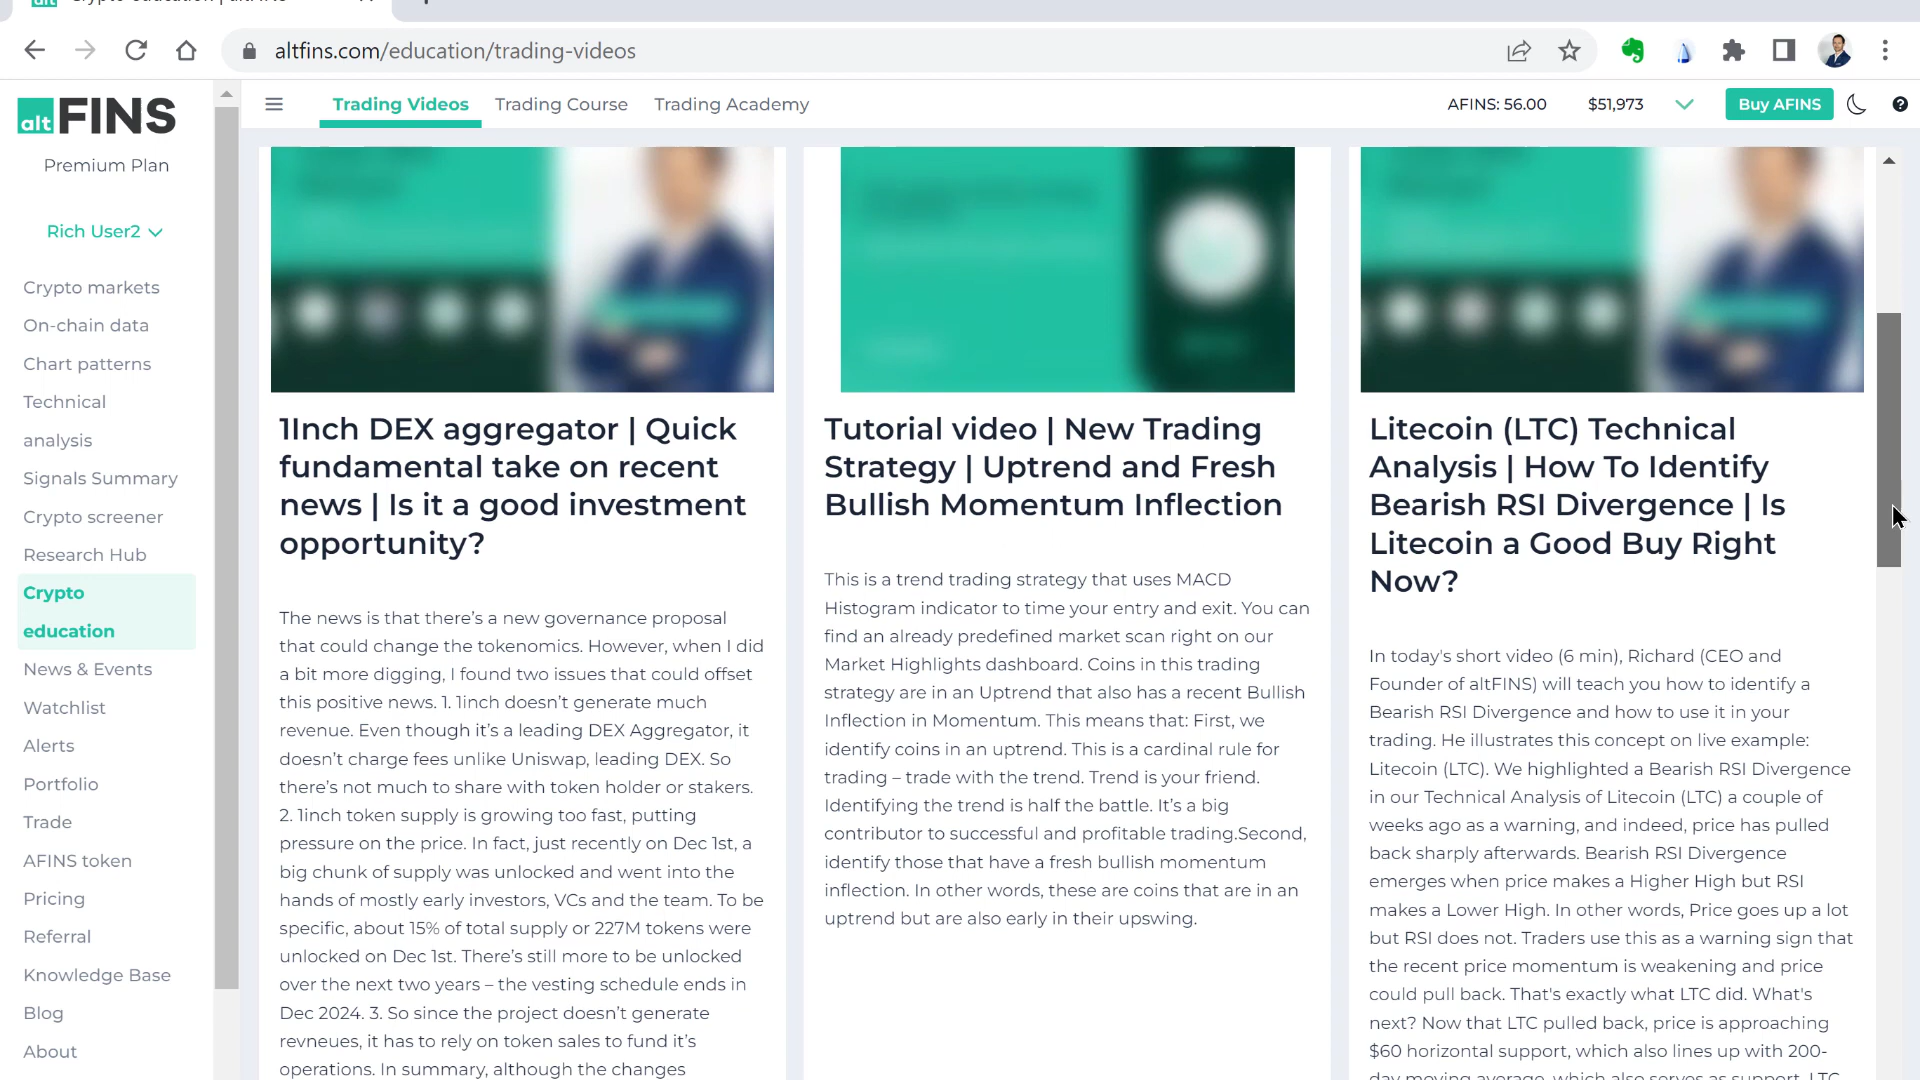 altfins.com/education/trading-videos
altFINS
Premium Plan
Rich User2
Crypto markets
On-chain data
Chart patterns
Technical
analysis
Signals Summary
Crypto screener
Research Hub
Crypto
education
News & Events
Watchlist
Alerts
Portfolio
Trade
AFINS token
Pricing
Referral
Knowledge Base
Blog
About
Trading Videos Trading Course Trading Academy
AFINS: 56.00 $51,973 Buy AFINS
1Inch DEX aggregator | Quick
fundamental take on recent
news | Is it a good investment
opportunity?
The news is that there’s a new governance proposal
that could change the tokenomics. However, when I did
a bit more digging, I found two issues that could offset
this positive news. 1. 1inch doesn’t generate much
revenue. Even though it’s a leading DEX Aggregator, it
doesn’t charge fees unlike Uniswap, leading DEX. So
there’s not much to share with token holder or stakers.
2. 1inch token supply is growing too fast, putting
pressure on the price. In fact, just recently on Dec 1st, a
big chunk of supply was unlocked and went into the
hands of mostly early investors, VCs and the team. To be
specific, about 15% of total supply or 227M tokens were
unlocked on Dec 1st. There’s still more to be unlocked
over the next two years – the vesting schedule ends in
Dec 2024. 3. So since the project doesn’t generate
revneues, it has to rely on token sales to fund it’s
operations. In summary, although the changes
Tutorial video | New Trading
Strategy | Uptrend and Fresh
Bullish Momentum Inflection
This is a trend trading strategy that uses MACD
Histogram indicator to time your entry and exit. You can
find an already predefined market scan right on our
Market Highlights dashboard. Coins in this trading
strategy are in an Uptrend that also has a recent Bullish
Inflection in Momentum. This means that: First, we
identify coins in an uptrend. This is a cardinal rule for
trading – trade with the trend. Trend is your friend.
Identifying the trend is half the battle. It’s a big
contributor to successful and profitable trading.Second,
identify those that have a fresh bullish momentum
inflection. In other words, these are coins that are in an
uptrend but are also early in their upswing.
Litecoin (LTC) Technical
Analysis | How To Identify
Bearish RSI Divergence | Is
Litecoin a Good Buy Right
Now?
In today's short video (6 min), Richard (CEO and
Founder of altFINS) will teach you how to identify a
Bearish RSI Divergence and how to use it in your
trading. He illustrates this concept on live example:
Litecoin (LTC). We highlighted a Bearish RSI Divergence
in our Technical Analysis of Litecoin (LTC) a couple of
weeks ago as a warning, and indeed, price has pulled
back sharply afterwards. Bearish RSI Divergence
emerges when price makes a Higher High but RSI
makes a Lower High. In other words, Price goes up a lot
but RSI does not. Traders use this as a warning sign that
the recent price momentum is weakening and price
could pull back. That's exactly what LTC did. What's
next? Now that LTC pulled back, price is approaching
$60 horizontal support, which also lines up with 200-
day moving average, which also serves as support. LTC